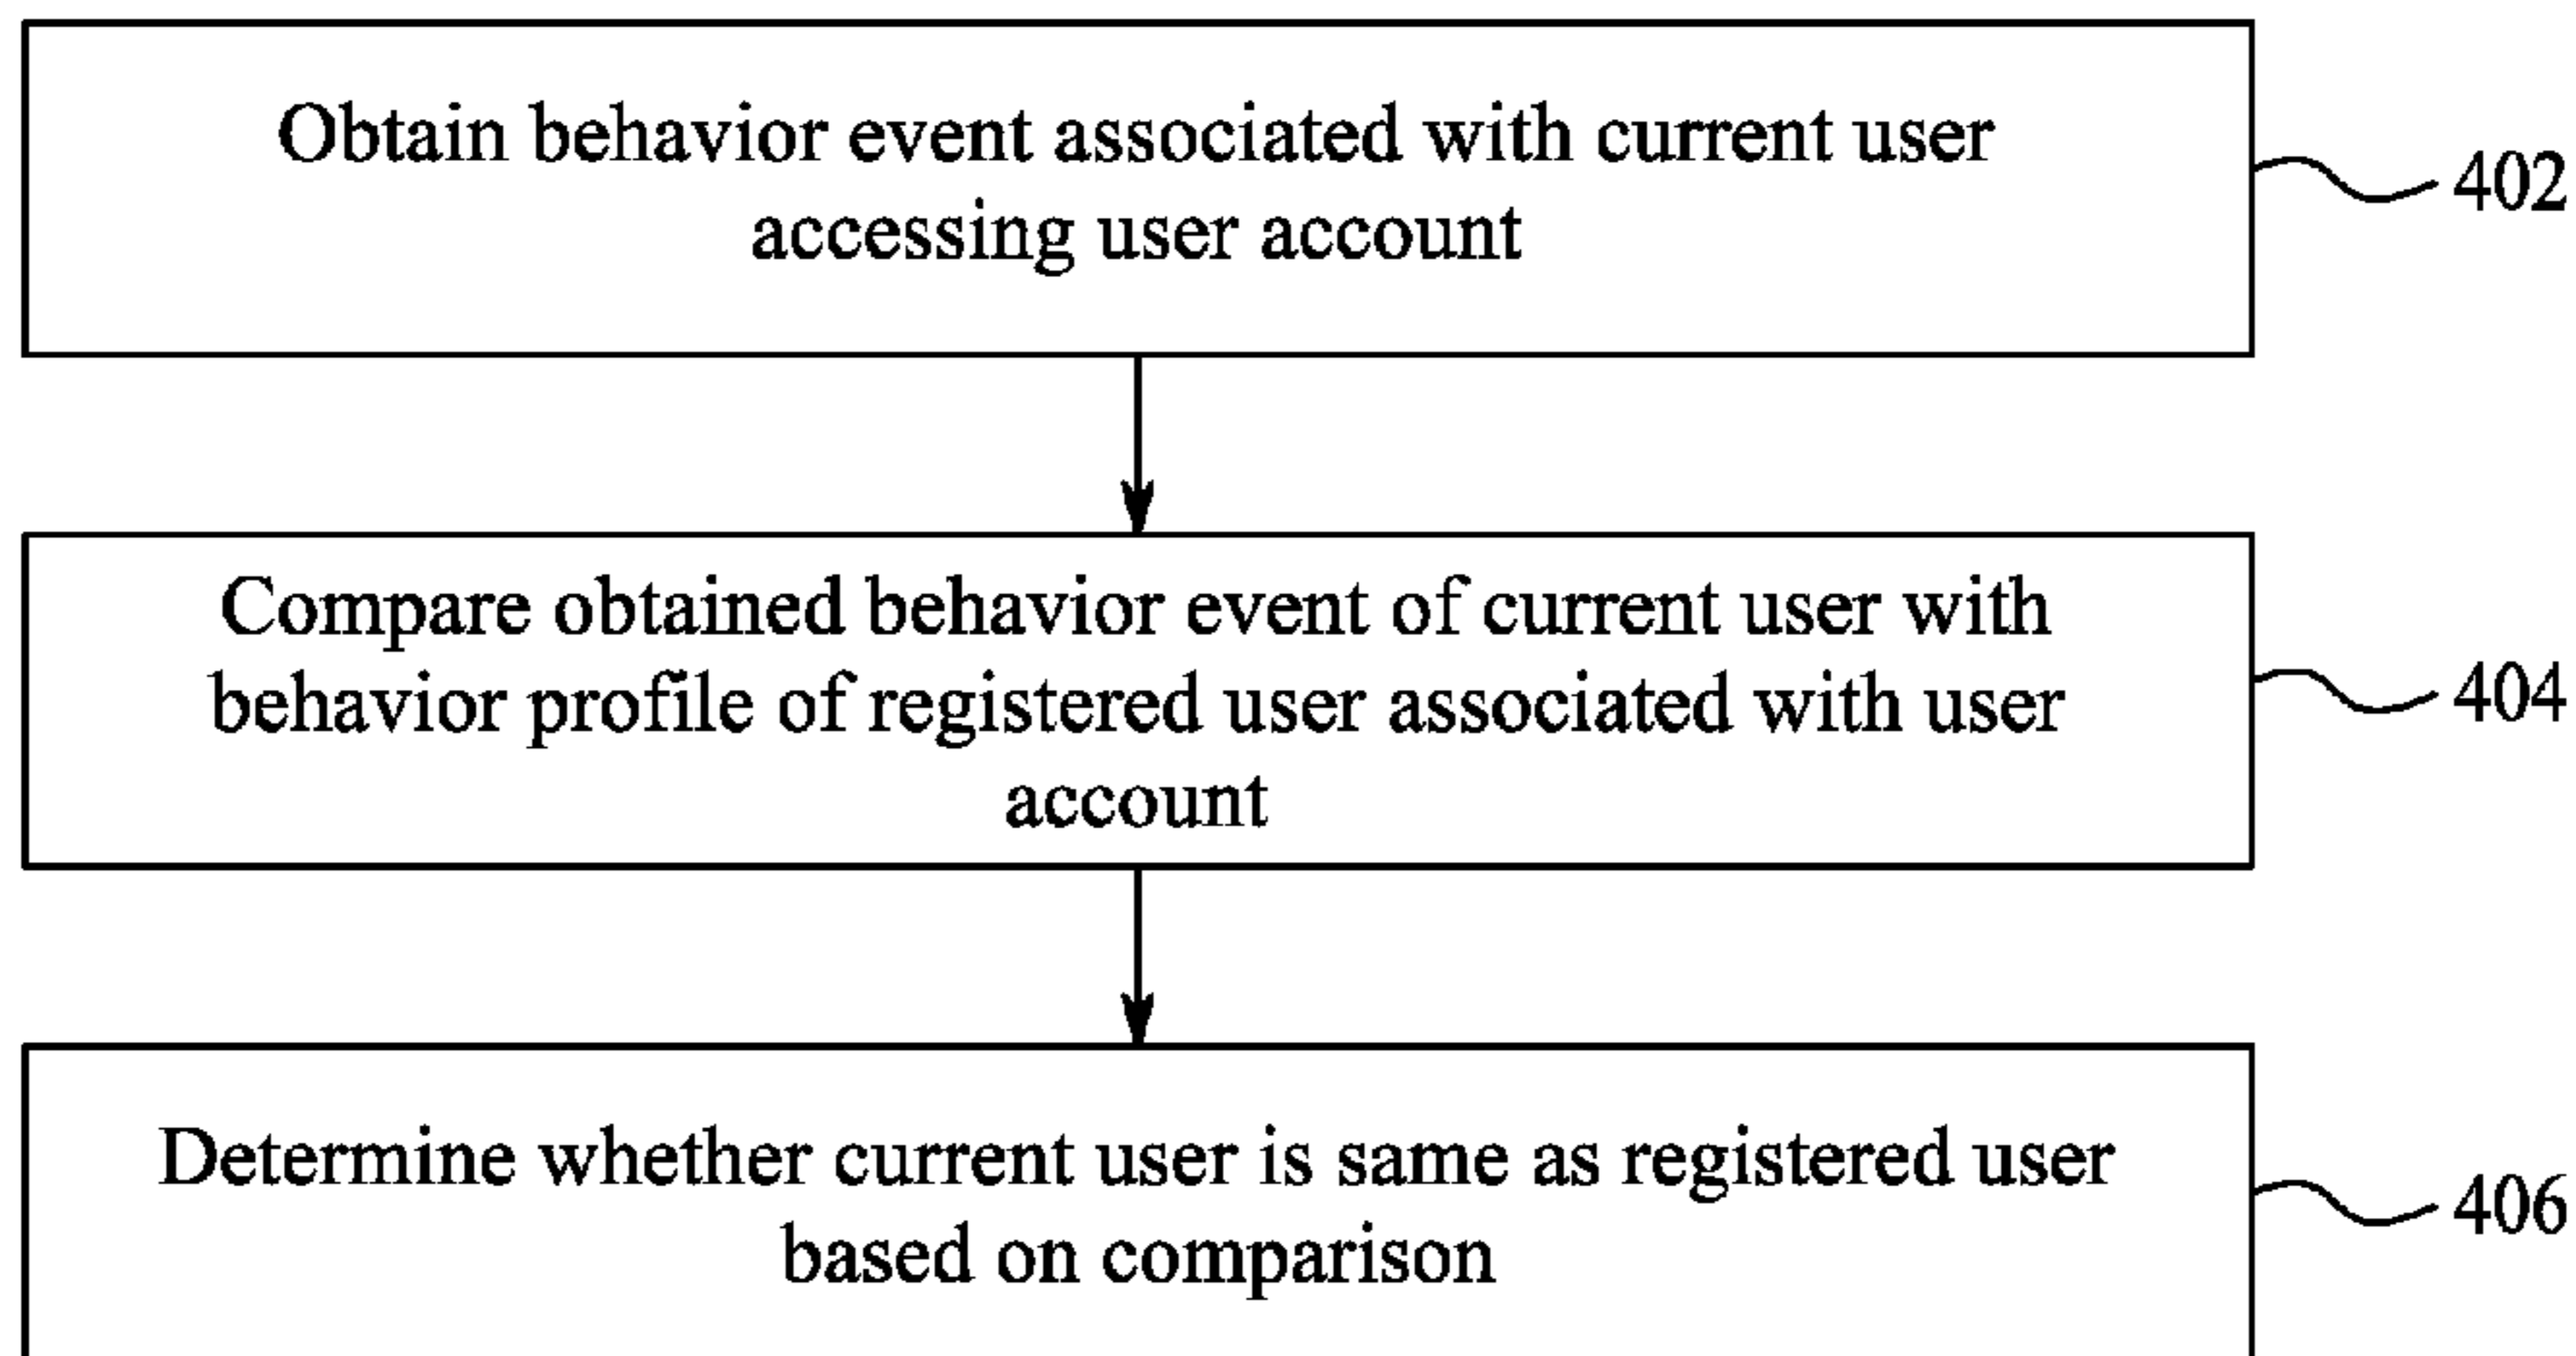 Obtain behavior event associated with current user
accessing user account
402
Compare obtained behavior event of current user with
behavior profile of registered user associated with user
account
404
Determine whether current user is same as registered user
based on comparison
406